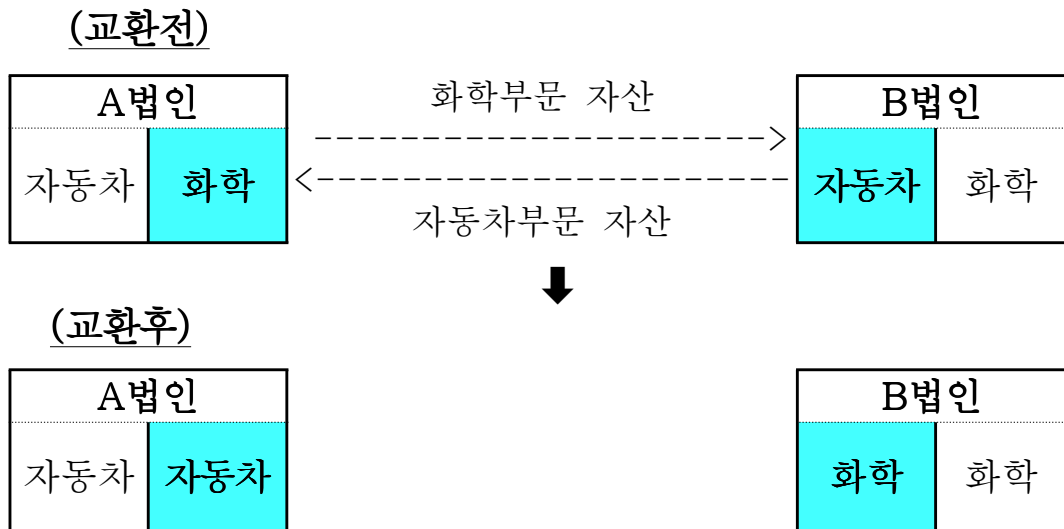 (교환전)
A법인
화학부문 자산
B법인
자동차 화학
자동차 화학
자동차부문 자산
(교환후)
A법인
B법인
자동차 자동차
화학 화학